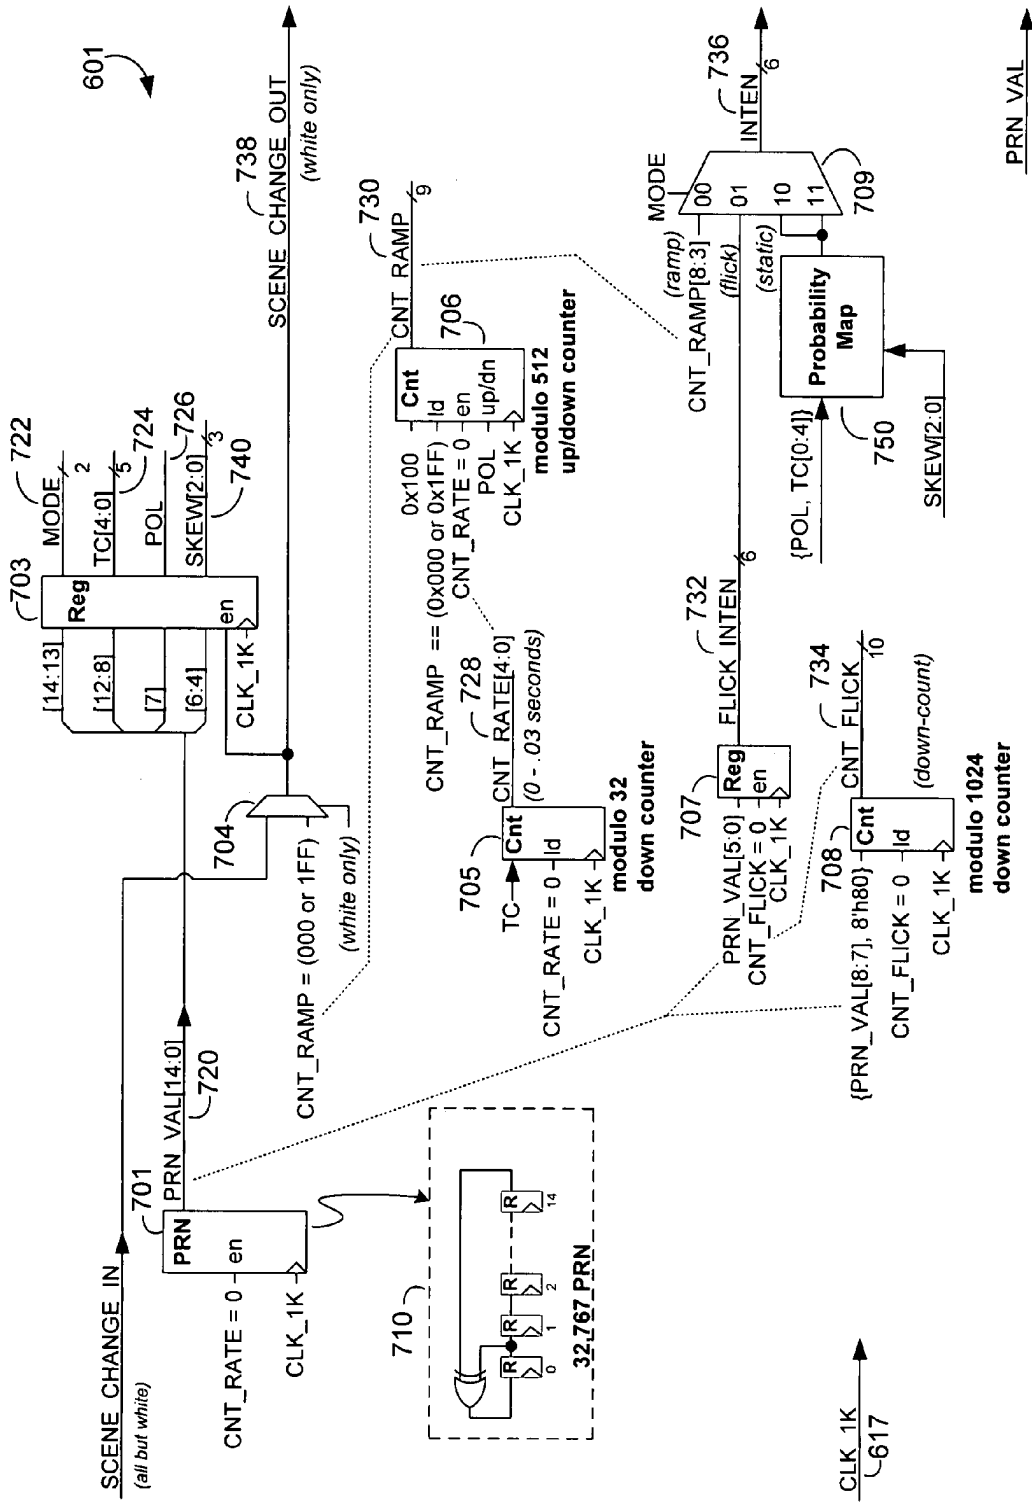 601
SCENE CHANGE IN
(all but white)
701
PRN
en
CNT_RATE = 0
CLK_1K
PRN_VAL[14:0]
720
704
CNT_RAMP = (000 or 1FF)
(white only)
[14:13]
[12:8]
[7]
[6:4]
703
Reg
en
CLK_1K
MODE
2
722
TC[4:0]
5
724
POL
726
SKEW[2:0]
3
740
SCENE CHANGE OUT
738
(white only)
710
R
R
R
R
0
1
2
14
32,767 PRN
705
Cnt
ld
TC
CNT_RATE = 0
CLK_1K
modulo 32
down counter
CNT_RATE[4:0]
728
(0 - .03 seconds)
0x100
CNT_RAMP == (0x000 or 0x1FF)
CNT_RATE = 0
POL
CLK_1K
Cnt
ld
en
up/dn
706
modulo 512
up/down counter
CNT_RAMP
730
9
707
Reg
en
PRN_VAL[5:0]
CNT_FLICK = 0
CLK_1K
FLICK_INTEN
732
6
708
Cnt
ld
{PRN_VAL[8:7], 8'h80}
CNT_FLICK = 0
CLK_1K
modulo 1024
down counter
CNT_FLICK
734
10
(down-count)
(ramp)
CNT_RAMP[8:3]
(flick)
(static)
MODE
00
01
10
11
709
INTEN
736
6
Probability
Map
750
{POL, TC[0:4]}
SKEW[2:0]
CLK_1K
617
PRN_VAL